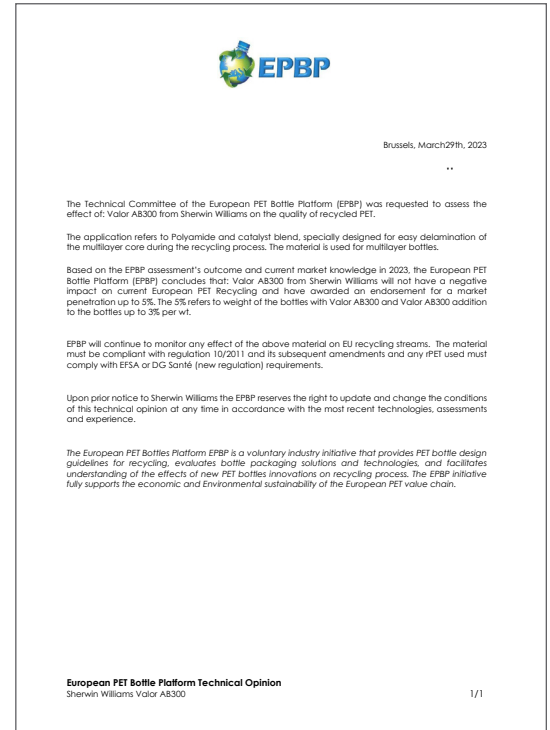 EPBP
Brussels, March29th, 2023
The Technical Committee of the European PET Bottle Platform (EPBP) was requested to assess the
effect of: Valor AB300 from Sherwin Williams on the quality of recycled PET.
The application refers to Polyamide and catalyst blend, specially designed for easy delamination of
the multilayer core during the recycling process. The material is used for multilayer bottles.
Based on the EPBP assessment's outcome and current market knowledge in 2023, the European PET
Bottle Platform (EPBP) concludes that: Valor AB300 from Sherwin Williams will not have a negative
impact on current European PET Recycling and have awarded an endorsement for a market
penetration up to 5%. The 5% refers to weight of the bottles with Valor AB300 and Valor AB300 addition
to the bottles up to 3% per wt.
EPBP will continue to monitor any effect of the above material on EU recycling streams. The material
must be compliant with regulation 10/2011 and its subsequent amendments and any rPET used must
comply with EFSA or DG Santé (new regulation) requirements.
Upon prior notice to Sherwin Williams the EPBP reserves the right to update and change the conditions
of this technical opinion at any time in accordance with the most recent technologies, assessments
and experience.
The European PET Bottles Platform EPBP is a voluntary industry initiative that provides PET bottle design
guidelines for recycling, evaluates bottle packaging solutions and technologies, and facilitates
understanding of the effects of new PET bottles innovations on recycling process. The EPBP initiative
fully supports the economic and Environmental sustainability of the European PET value chain.
European PET Bottle Platform Technical Opinion
Sherwin Williams Valor AB300
1/1